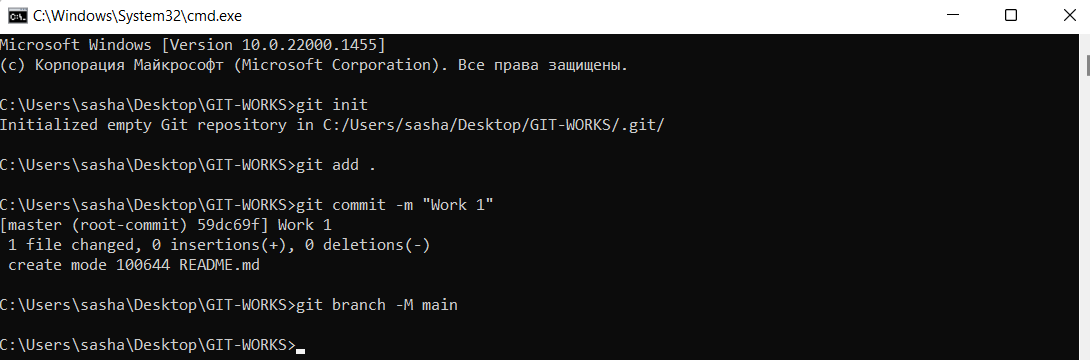 C:\Windows\System32\cmd.exe
Microsoft Windows [Version 10.0.22000.1455]
(c) Корпорация Майкрософт (Microsoft Corporation). Все права защищены.
C:\Users\sasha\Desktop\GIT-WORKS>git init
Initialized empty Git repository in C:/Users/sasha/Desktop/GIT-WORKS/.git/
C:\Users\sasha\Desktop\GIT-WORKS>git add .
C:\Users\sasha\Desktop\GIT-WORKS>git commit -m "Work 1"
[master (root-commit) 59dc69f] Work 1
 1 file changed, 0 insertions(+), 0 deletions(-)
 create mode 100644 README.md
C:\Users\sasha\Desktop\GIT-WORKS>git branch -M main
C:\Users\sasha\Desktop\GIT-WORKS>